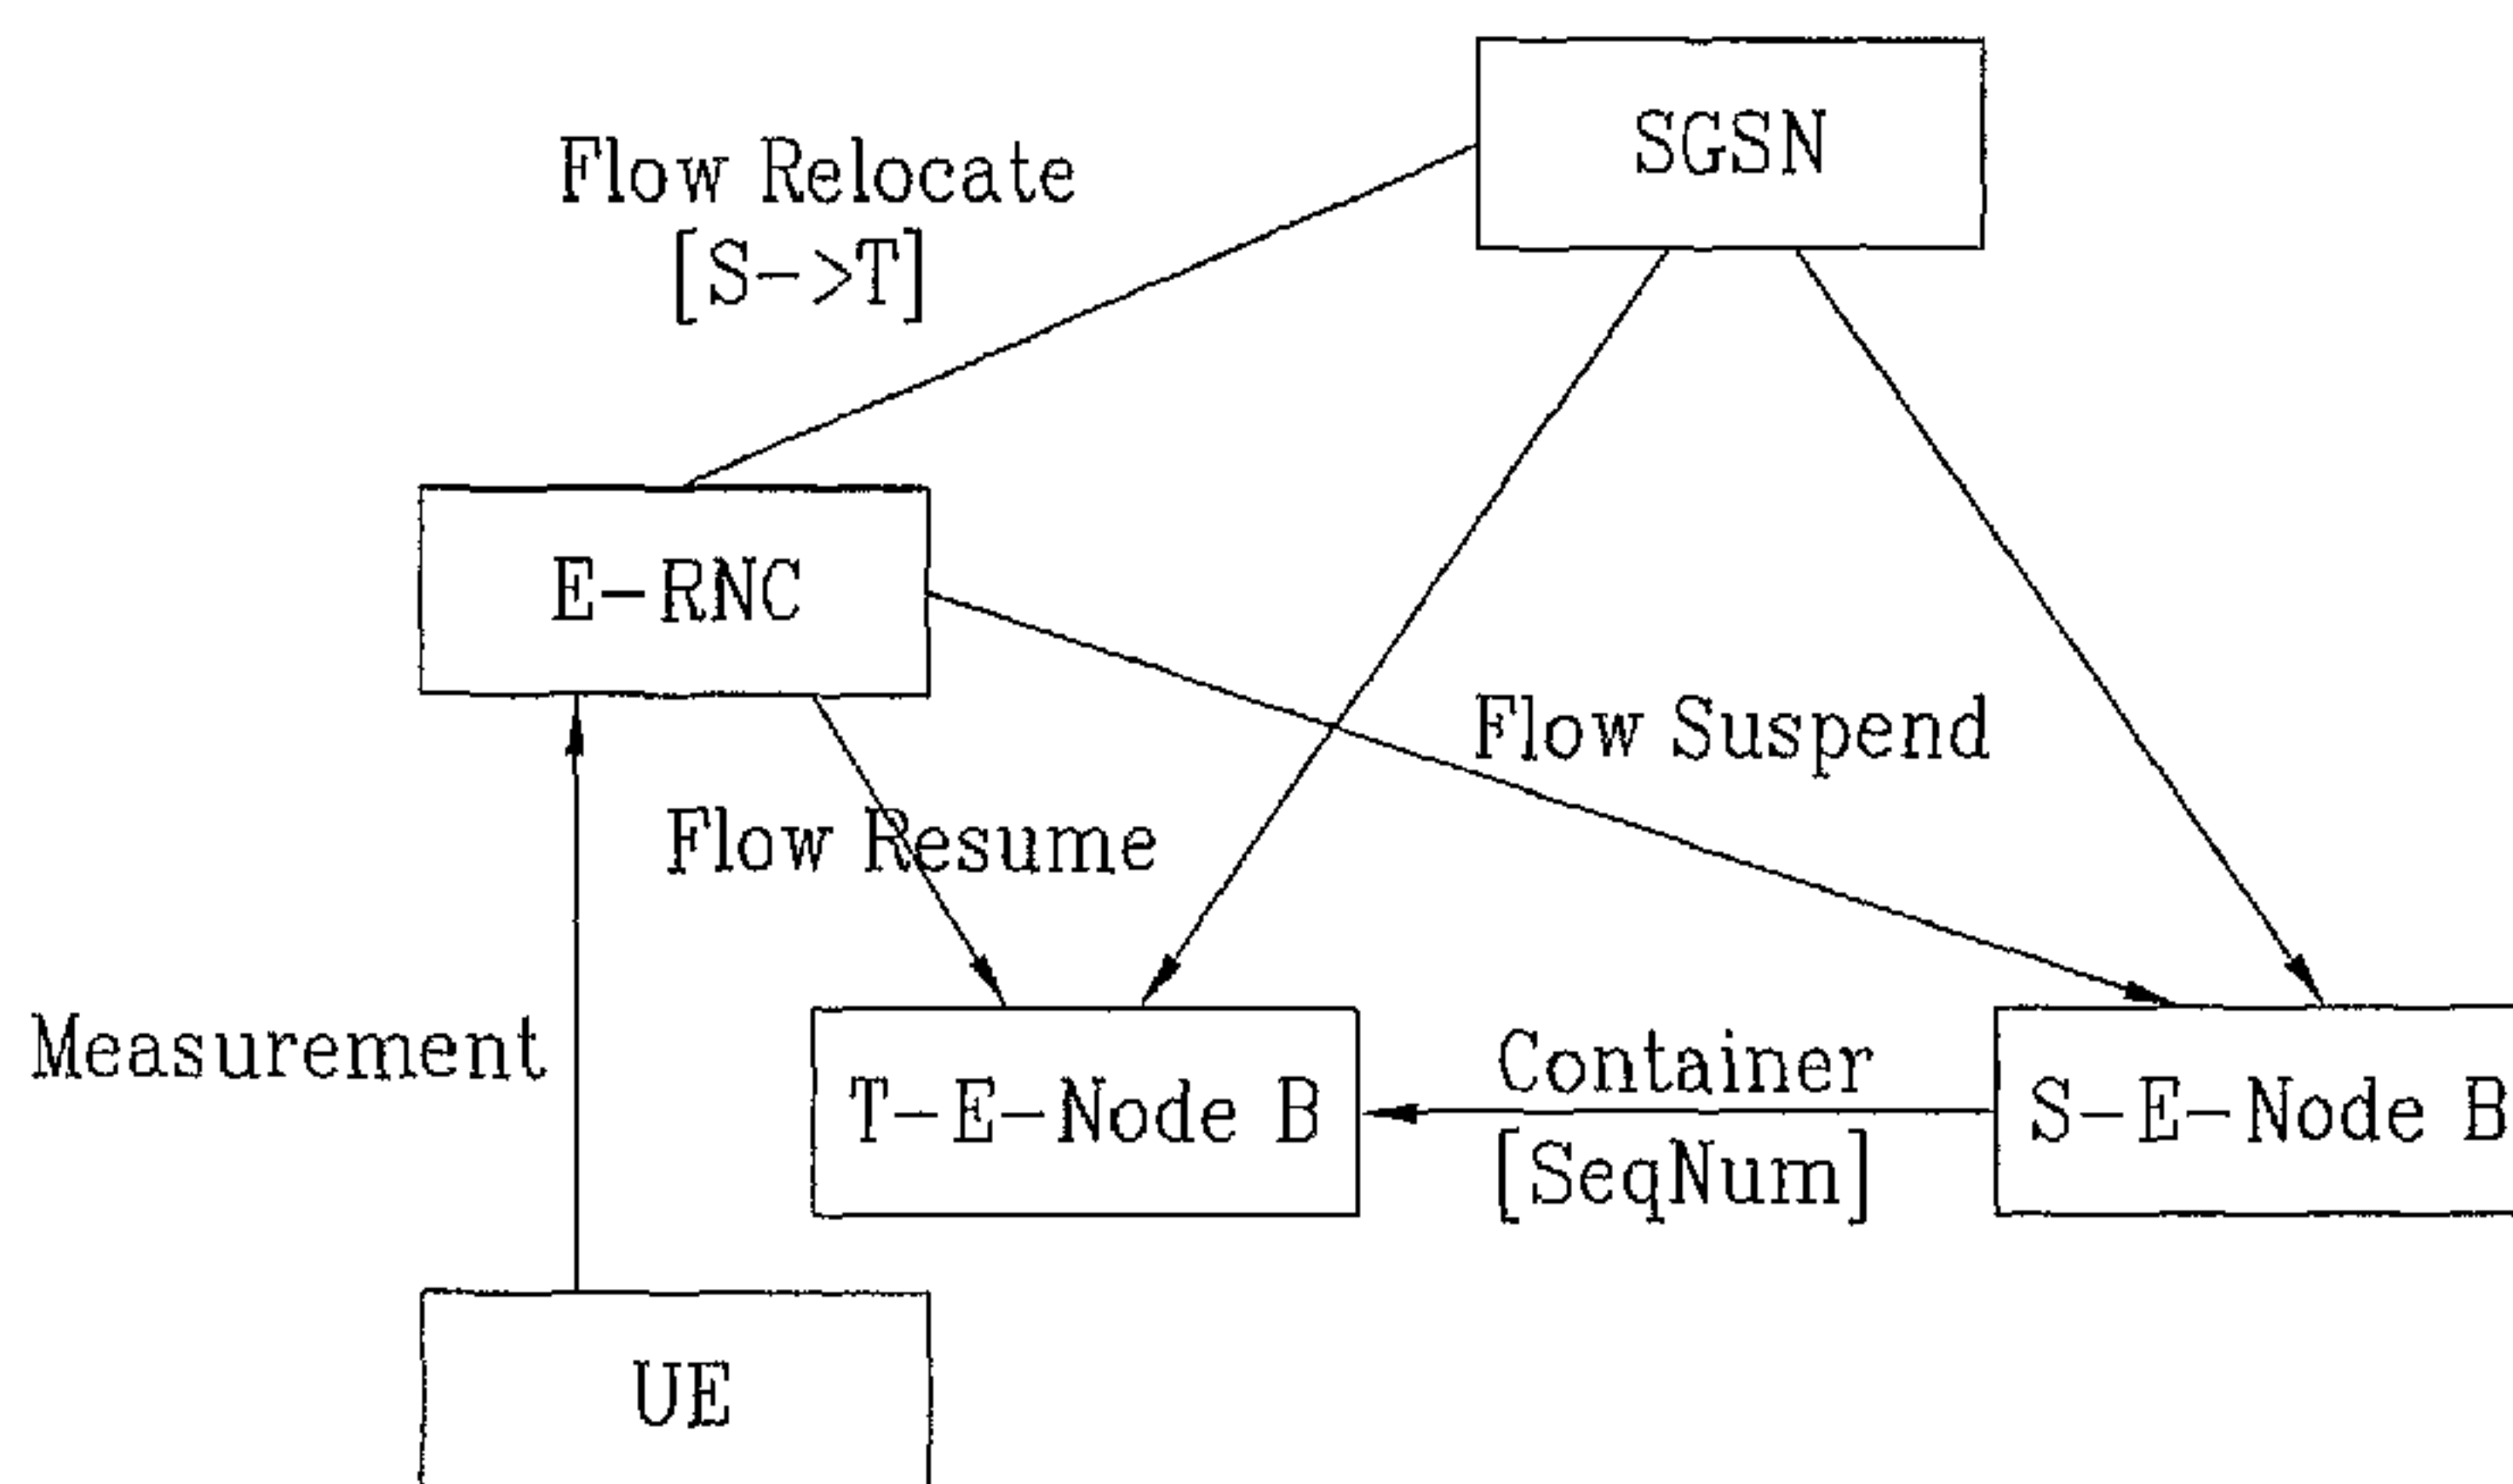 SGSN
Flow Relocate
[S->T]
E-RNC
Flow Suspend
Flow Resume
Measurement
Container
T-E-Node B
S-E-Node B
[SeqNum]
UE